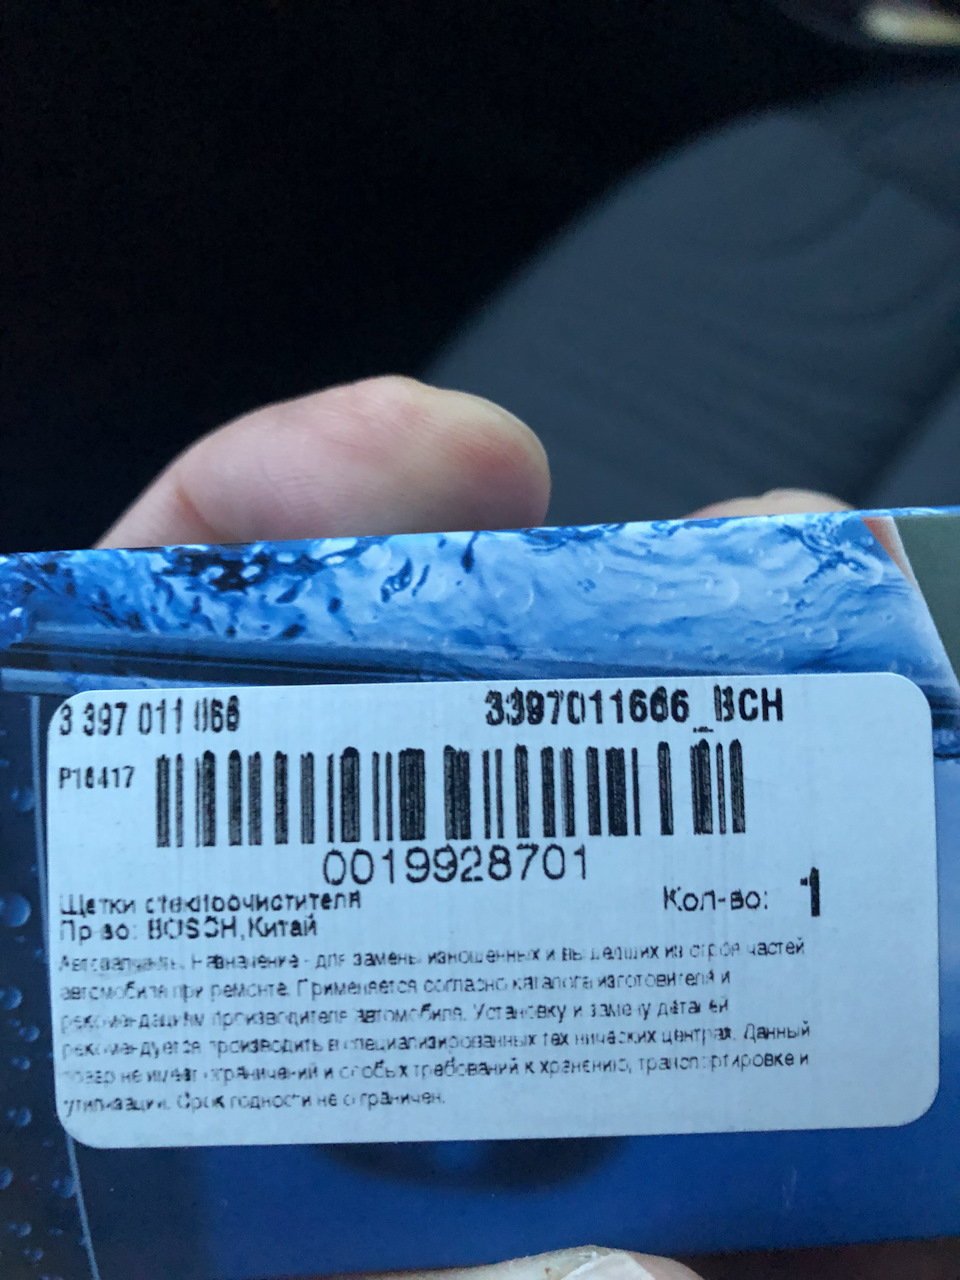 3 397 011 066
3397011666_BCH
P16417
0019928701
Щетки стеклоочистителя
Кол-во: 1
Пр-во: BOSCH,Китай
Автозапчасть. Назначение - для замены изношенных и вышедших из строя частей
автомобиля при ремонте. Применяется согласно каталога изготовителя и
рекомендациям производителя автомобиля. Установку и замену деталей
рекомендуется производить в специализированных технических центрах. Данный
товар не имеет ограничений и особых требований к хранению, транспортировке и
утилизации. Срок годности не ограничен.